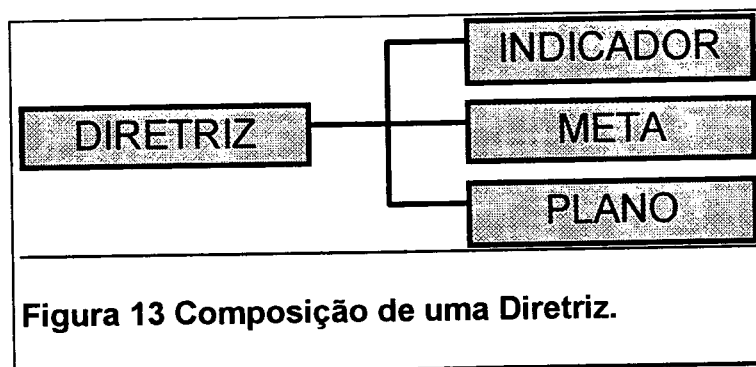 INDICADOR
DIRETRIZ
META
PLANO
Figura 13 Composição de uma Diretriz.